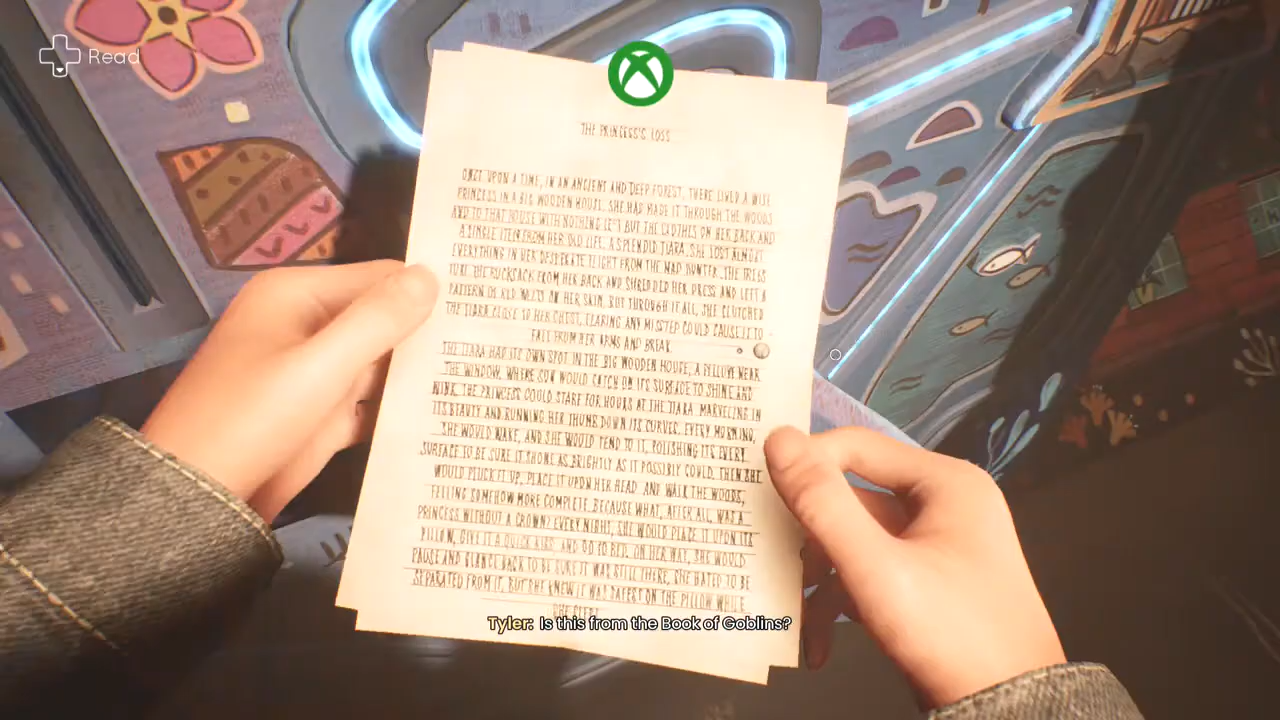 Read
THE PRINCESS'S LOSS
ONCE UPON A TIME, IN AN ANCIENT AND DEEP FOREST, THERE LIVED A WISE
PRINCESS IN A BIG WOODEN HOUSE. SHE HAD MADE IT THROUGH THE WOODS
AND TO THAT HOUSE WITH NOTHING LEFT BUT THE CLOTHES ON HER BACK AND
A SINGLE ITEM FROM HER OLD LIFE, A SPLENDID TIARA. SHE LOST ALMOST
EVERYTHING IN HER DESPERATE FLIGHT FROM THE MAD HUNTER. THE TREES
TORE THE RUCKSACK FROM HER BACK AND SHREDDED HER DRESS AND LEFT A
PATTERN OF RED WELTS ON HER SKIN. BUT THROUGH IT ALL, SHE CLUTCHED
THE TIARA CLOSE TO HER CHEST, FEARING ANY MISSTEP COULD CAUSE IT TO
FALL FROM HER ARMS AND BREAK.
THE TIARA HAD ITS OWN SPOT IN THE BIG WOODEN HOUSE, A PILLOW NEAR
THE WINDOW, WHERE SUN WOULD CATCH ON ITS SURFACE TO SHINE AND
WINK. THE PRINCESS COULD STARE FOR HOURS AT THE TIARA, MARVELING IN
ITS BEAUTY AND RUNNING HER THUMB DOWN ITS CURVES. EVERY MORNING,
SHE WOULD WAKE, AND SHE WOULD TEND TO IT, POLISHING ITS EVERY
SURFACE TO BE SURE IT SHONE AS BRIGHTLY AS IT POSSIBLY COULD. THEN SHE
WOULD PLUCK IT UP, PLACE IT UPON HER HEAD, AND WALK THE WOODS,
FEELING SOMEHOW MORE COMPLETE. BECAUSE WHAT, AFTER ALL, WAS A
PRINCESS WITHOUT A CROWN? EVERY NIGHT, SHE WOULD PLACE IT UPON ITS
PILLOW, GIVE IT A QUICK KISS, AND GO TO BED. ON HER WAY, SHE WOULD
PAUSE AND GLANCE BACK TO BE SURE IT WAS STILL THERE. SHE HATED TO BE
SEPARATED FROM IT, BUT SHE KNEW IT WAS SAFEST ON THE PILLOW WHILE
SHE SLEPT.
Tyler: Is this from the Book of Goblins?